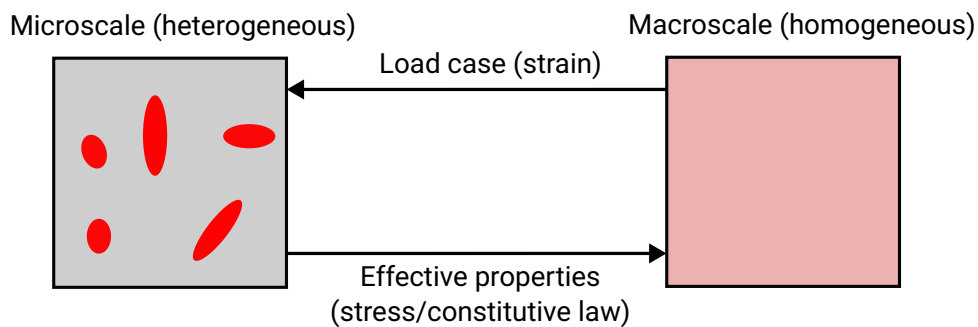 Microscale (heterogeneous)
Macroscale (homogeneous)
Load case (strain)
Effective properties
(stress/constitutive law)